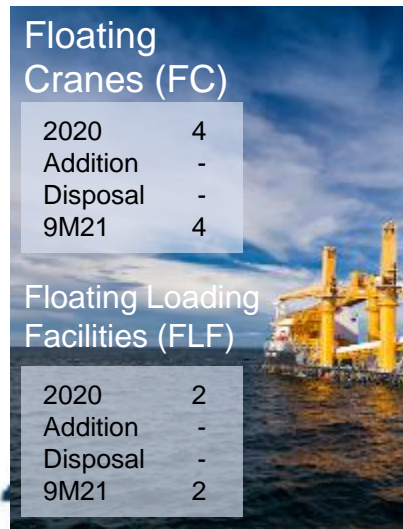 Floating
Cranes (FC)
2020 4
Addition -
Disposal -
9M21 4
Floating Loading
Facilities (FLF)
2020 2
Addition -
Disposal -
9M21 2